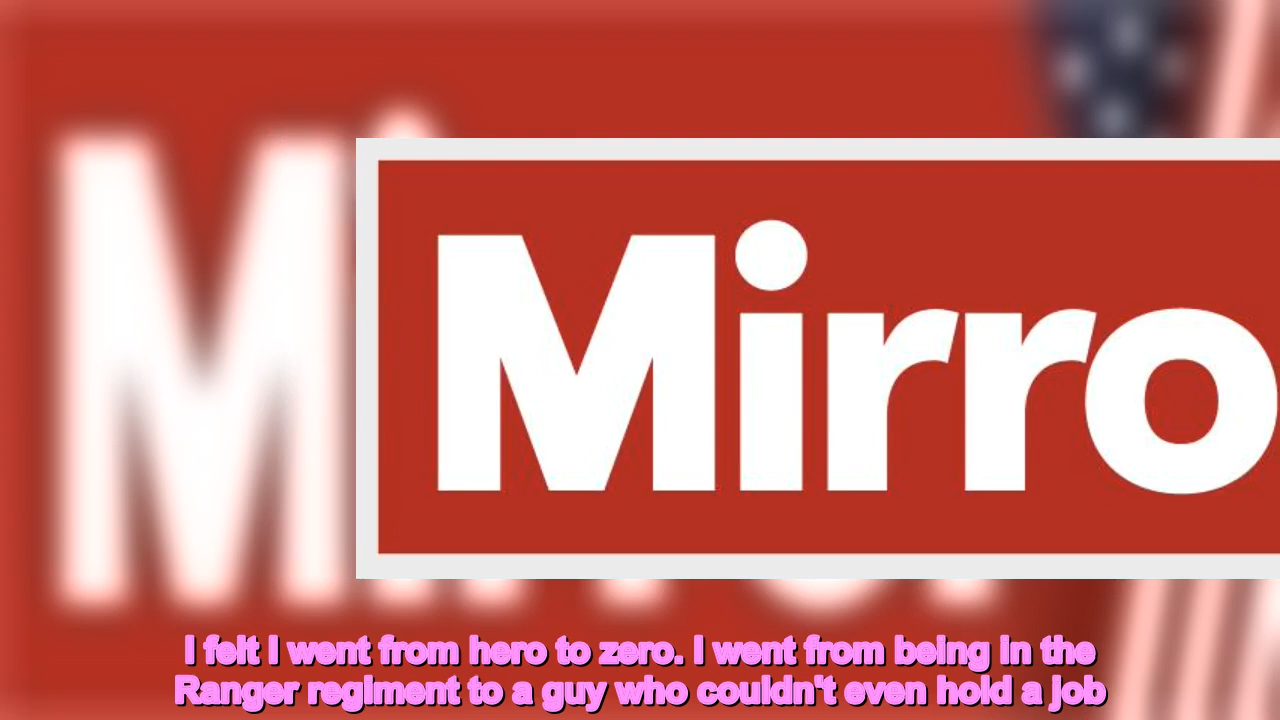 Mirro
I felt I went from hero to zero. I went from being in the
Ranger regiment to a guy who couldn't even hold a job